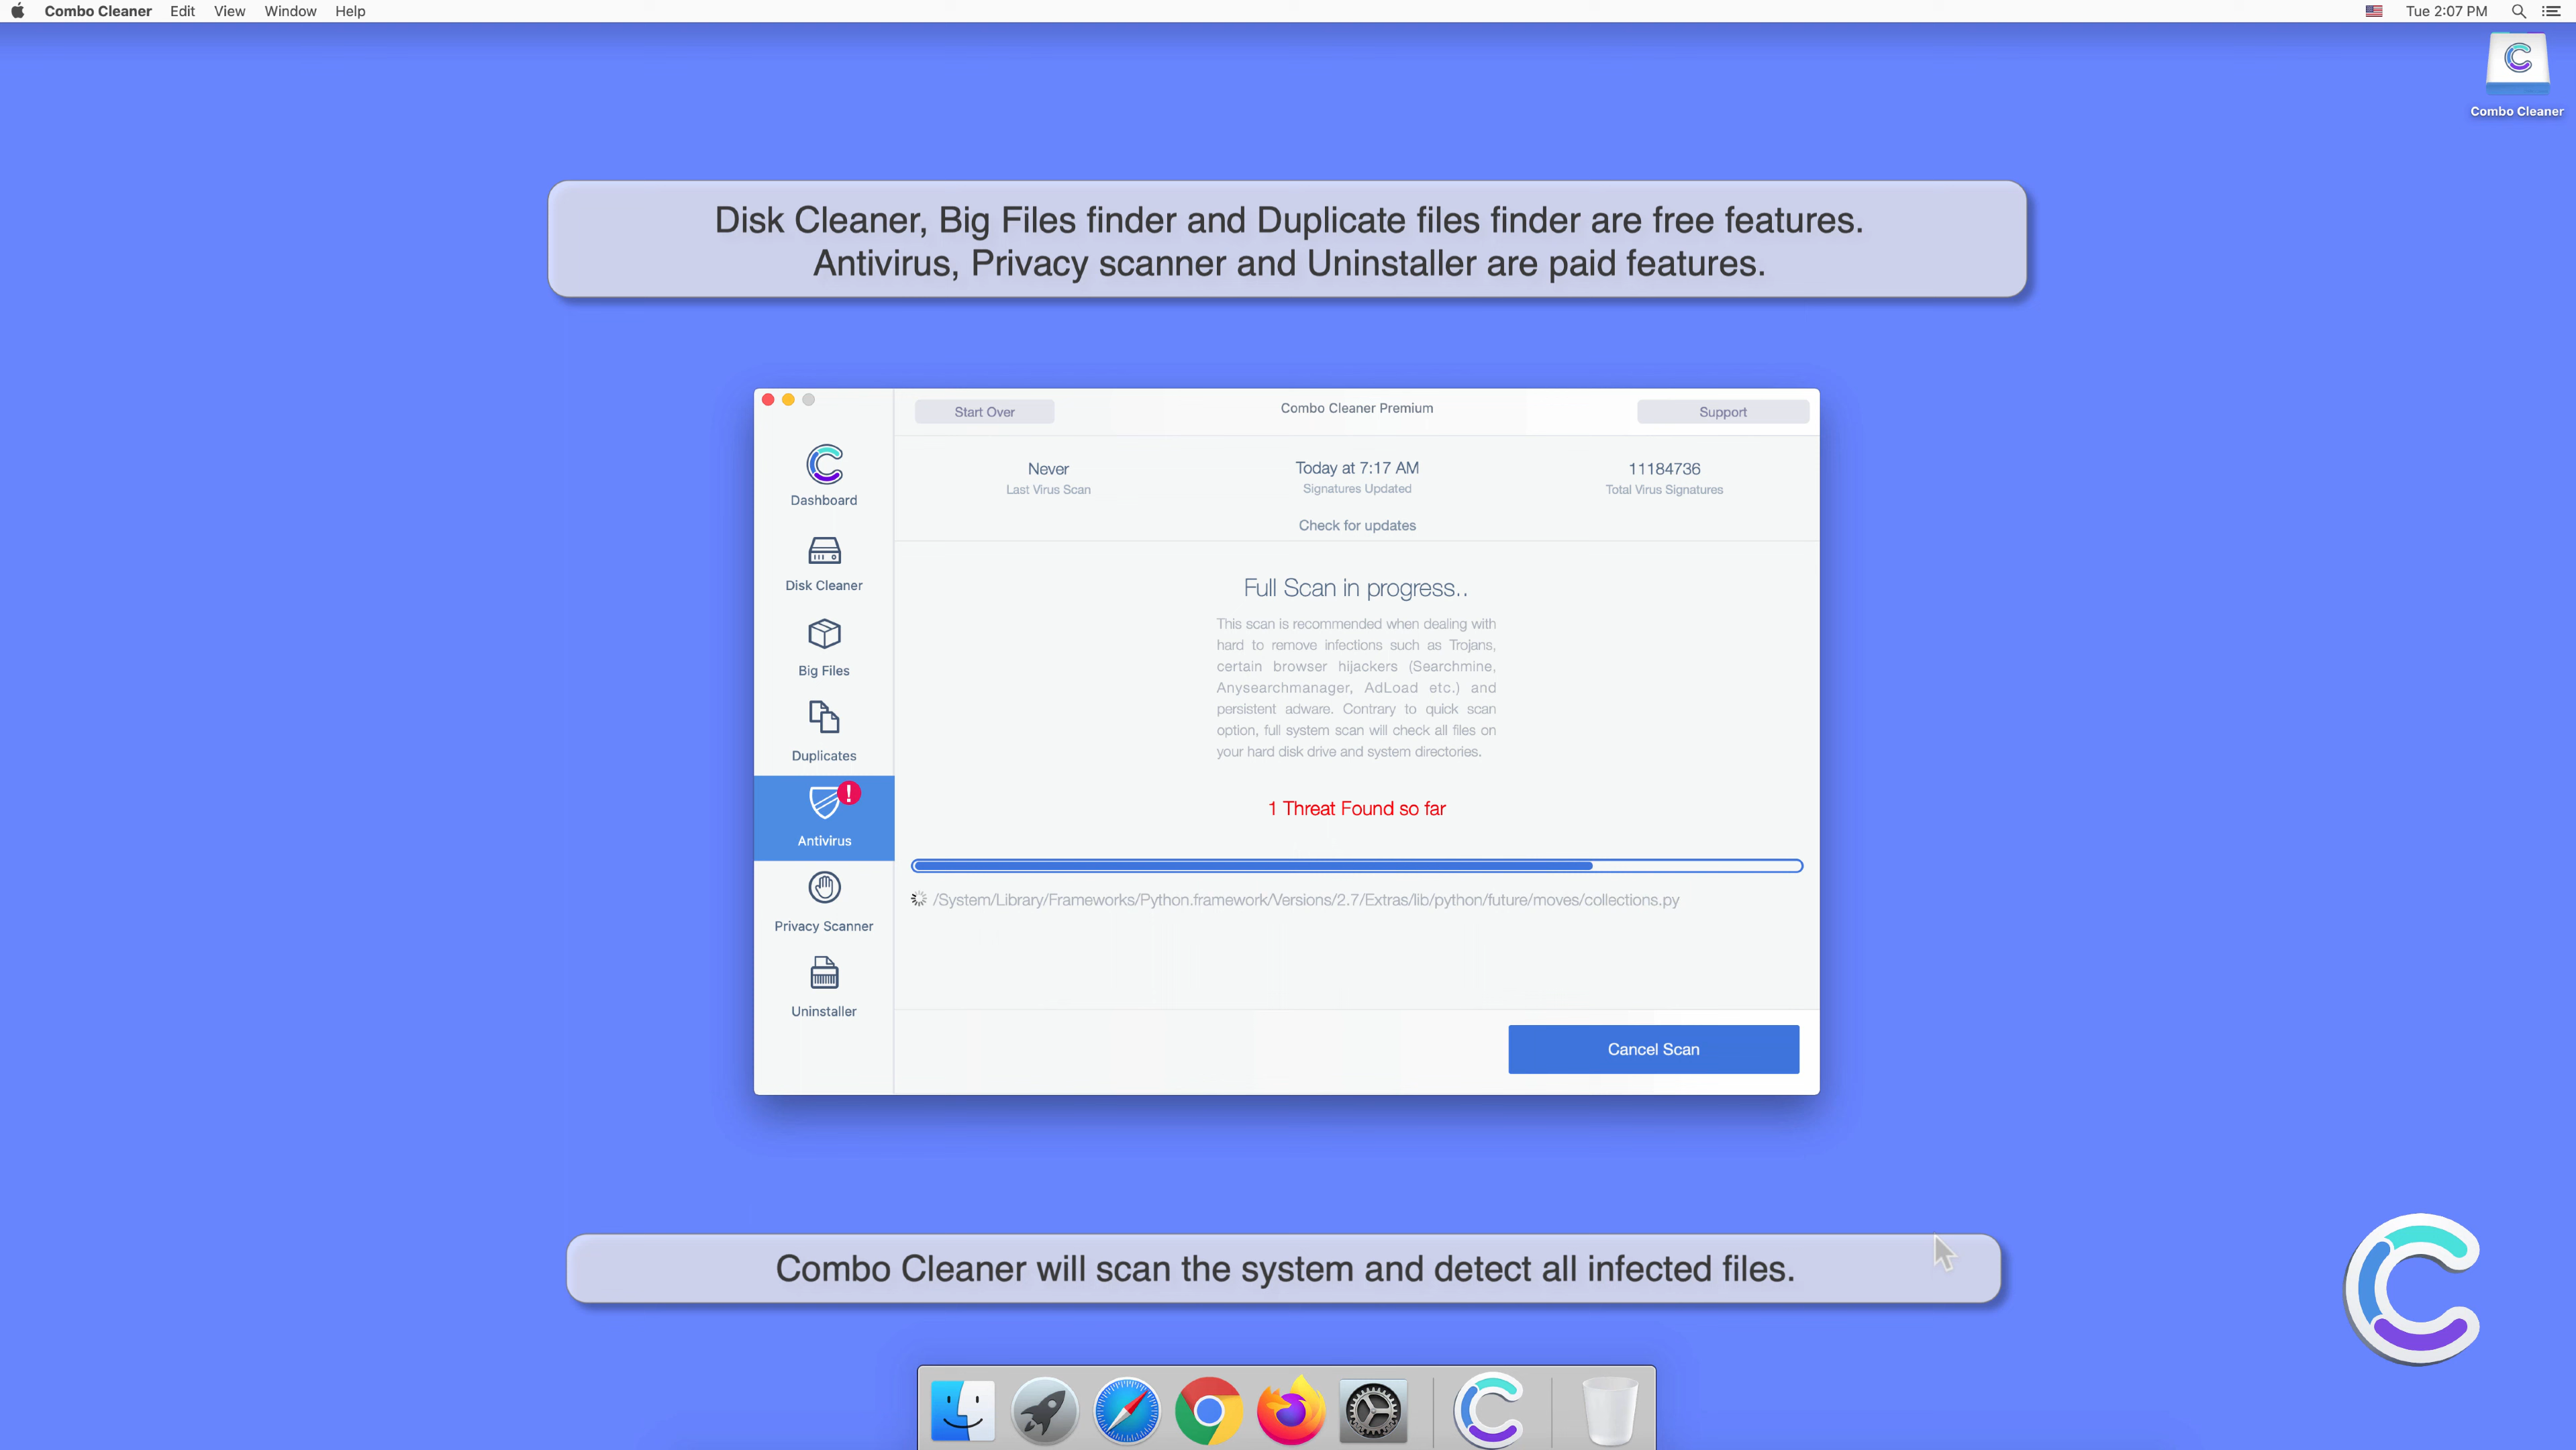 Combo Cleaner Edit View Window Help Tue 2:07 PM
Combo Cleaner
Disk Cleaner, Big Files finder and Duplicate files finder are free features.
Antivirus, Privacy scanner and Uninstaller are paid features.
Start Over Combo Cleaner Premium Support
Never Today at 7:17 AM 11184736
Last Virus Scan Signatures Updated Total Virus Signatures
Check for updates
Dashboard
Disk Cleaner
Big Files
Duplicates
Antivirus
Privacy Scanner
Uninstaller
Full Scan in progress..
This scan is recommended when dealing with
hard to remove infections such as Trojans,
certain browser hijackers (Searchmine,
Anysearchmanager, AdLoad etc.) and
persistent adware. Contrary to quick scan
option, full system scan will check all files on
your hard disk drive and system directories.
1 Threat Found so far
/System/Library/Frameworks/Python.framework/Versions/2.7/Extras/lib/python/future/moves/collections.py
Cancel Scan
Combo Cleaner will scan the system and detect all infected files.